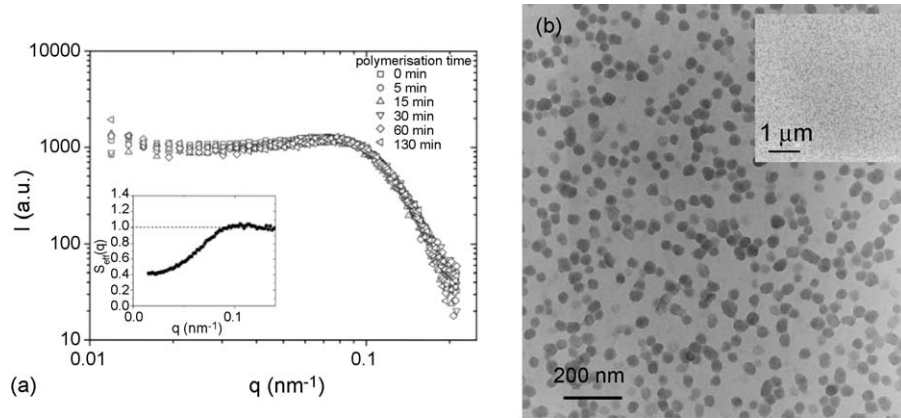 (a)
10000
1000
100
10
I (a.u.)
0.01
0.1
q (nm⁻¹)
polymerisation time
0 min
5 min
15 min
30 min
60 min
130 min
1.4
1.2
1.0
0.8
0.6
0.4
0.2
0.0
S_eff(q)
0.0
0.1
q (nm⁻¹)
(b)
1 μm
200 nm